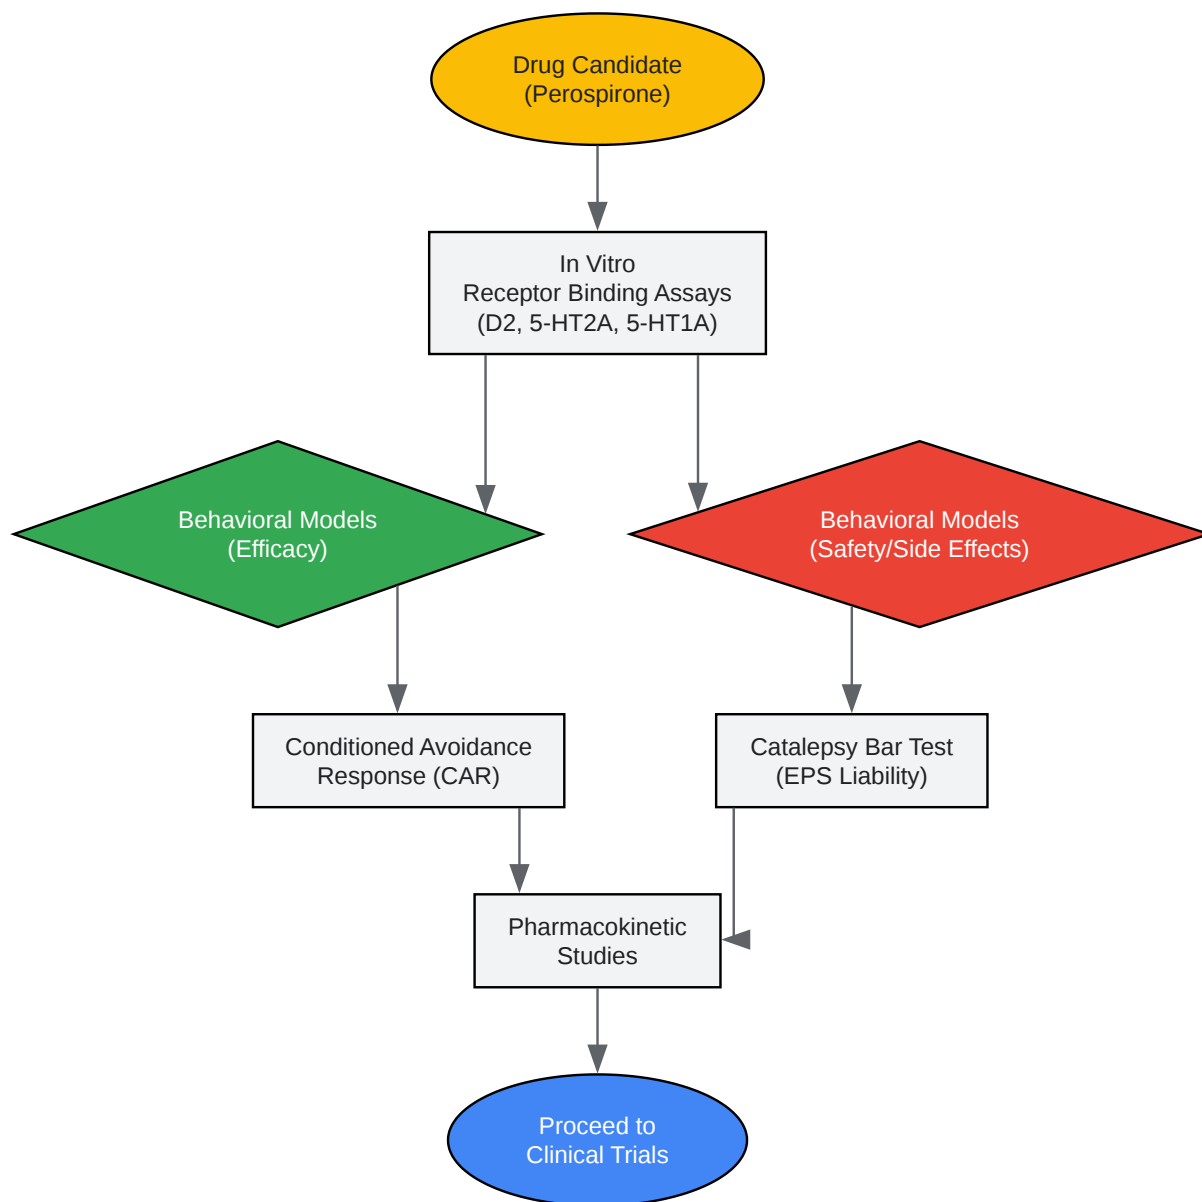 Drug Candidate
(Perospirone)
In Vitro
Receptor Binding Assays
(D2, 5-HT2A, 5-HT1A)
Behavioral Models
(Efficacy)
Behavioral Models
(Safety/Side Effects)
Conditioned Avoidance
Response (CAR)
Catalepsy Bar Test
(EPS Liability)
Pharmacokinetic
Studies
Proceed to
Clinical Trials